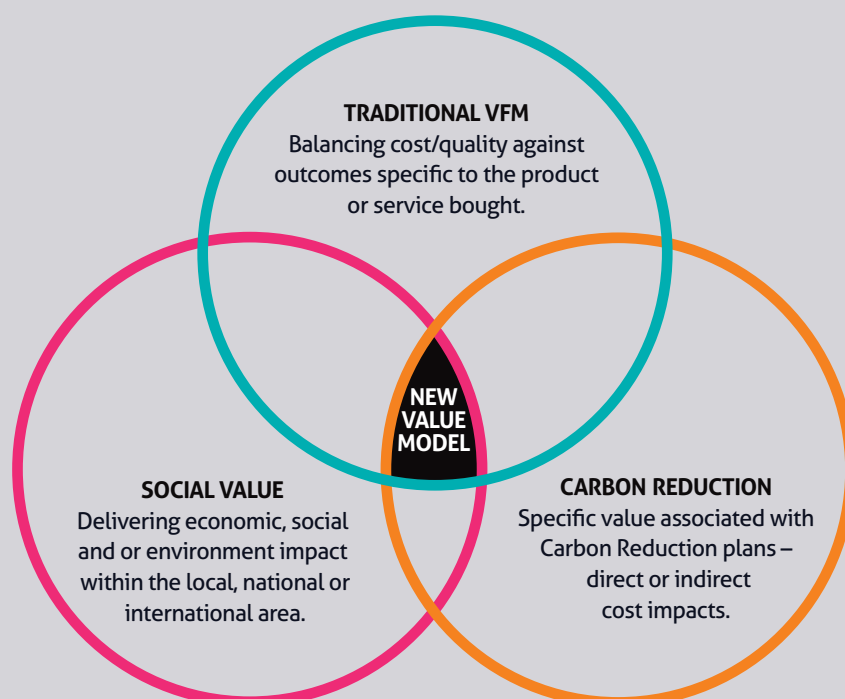 TRADITIONAL VFM
Balancing cost/quality against
outcomes specific to the product
or service bought.
NEW
VALUE
MODEL
SOCIAL VALUE
Delivering economic, social
and or environment impact
within the local, national or
international area.
CARBON REDUCTION
Specific value associated with
Carbon Reduction plans –
direct or indirect
cost impacts.